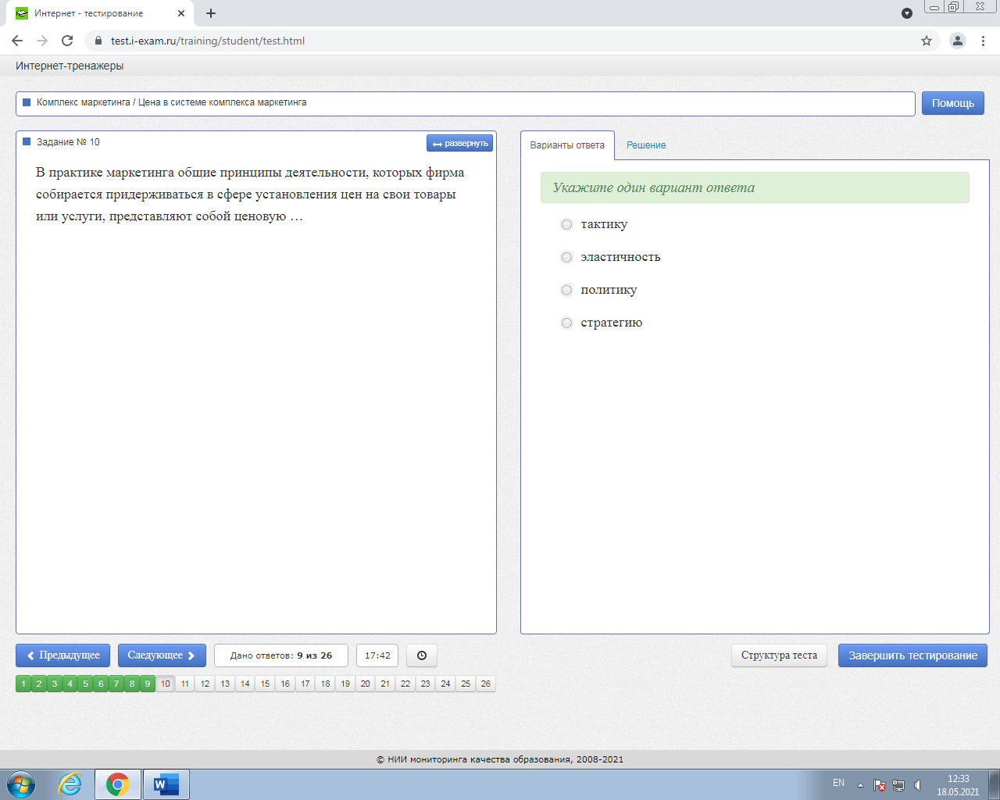 Интернет - тестирование
test.i-exam.ru/training/student/test.html
Интернет-тренажеры
Комплекс маркетинга / Цена в системе комплекса маркетинга
Помощь
Задание № 10
развернуть
В практике маркетинга общие принципы деятельности, которых фирма
собирается придерживаться в сфере установления цен на свои товары
или услуги, представляют собой ценовую …
Варианты ответа
Решение
Укажите один вариант ответа
тактику
эластичность
политику
стратегию
Предыдущее
Следующее
Дано ответов: 9 из 26
17:42
Структура теста
Завершить тестирование
1 2 3 4 5 6 7 8 9 10 11 12 13 14 15 16 17 18 19 20 21 22 23 24 25 26
© НИИ мониторинга качества образования, 2008-2021
EN
12:33
18.05.2021